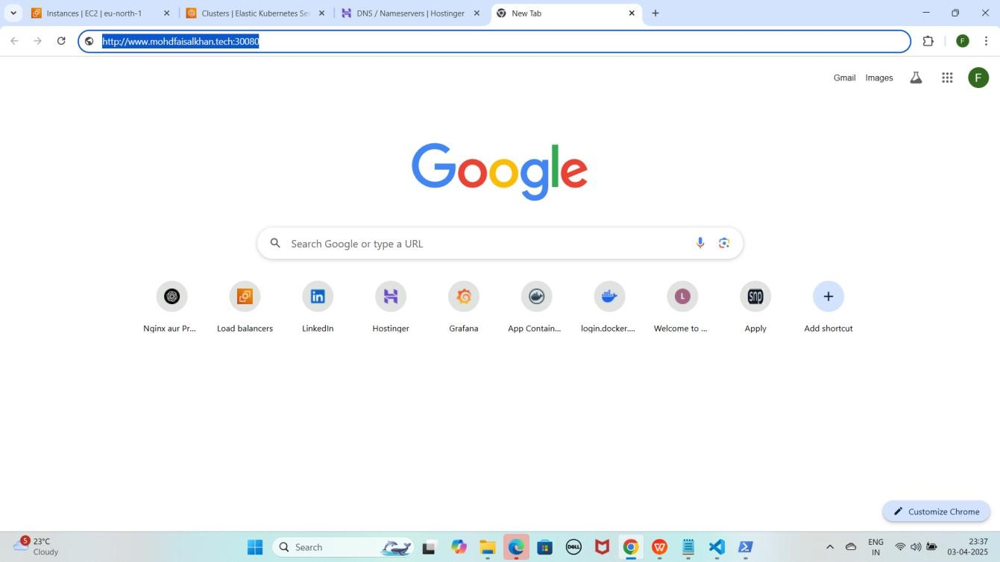 Instances | EC2 | eu-north-1
Clusters | Elastic Kubernetes Ser
DNS / Nameservers | Hostinger
New Tab
http://www.mohdfaisalkhan.tech:30080
F
Gmail Images F
Google
Search Google or type a URL
L
snp
Nginx aur Pr...
Load balancers
LinkedIn
Hostinger
Grafana
App Contain...
login.docker....
Welcome to ...
Apply
Add shortcut
Customize Chrome
5
23°C
Cloudy
Search
DELL
W
ENG
IN
23:37
03-04-2025